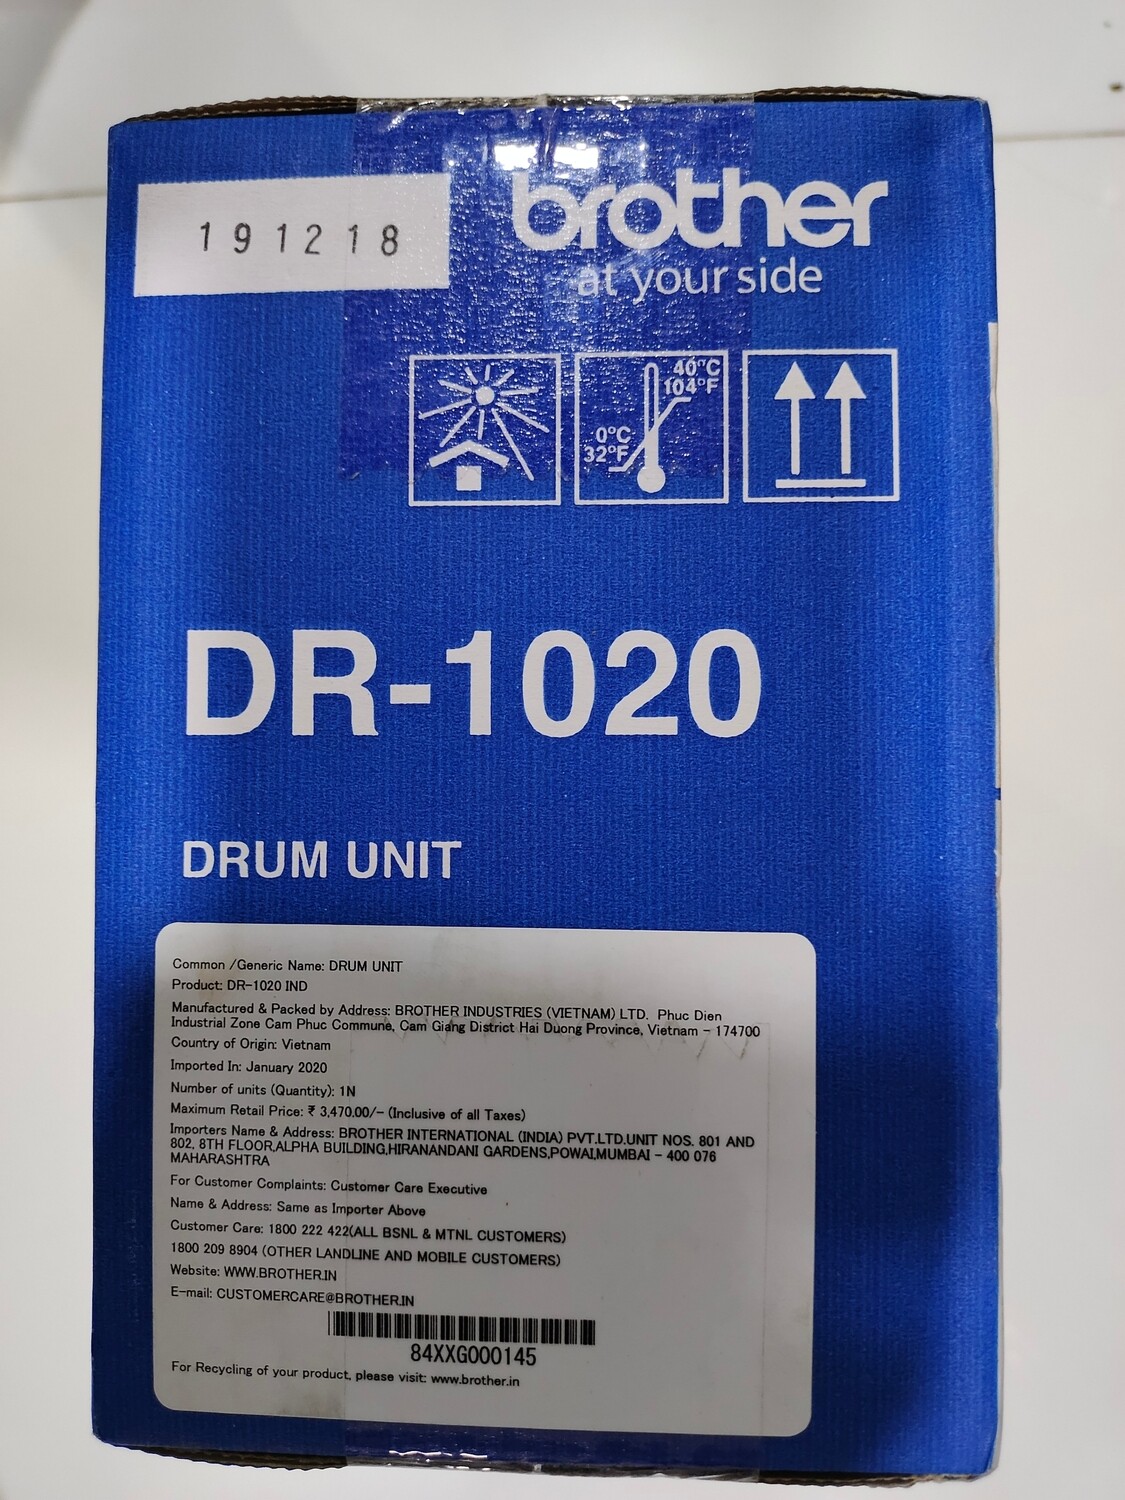 191218
brother
at your side
40°C
104°F
0°C
32°F
DR-1020
DRUM UNIT
Common /Generic Name: DRUM UNIT
Product: DR-1020 IND
Manufactured & Packed by Address: BROTHER INDUSTRIES (VIETNAM) LTD. Phuc Dien
Industrial Zone Cam Phuc Commune, Cam Giang District Hai Duong Province, Vietnam - 174700
Country of Origin: Vietnam
Imported In: January 2020
Number of units (Quantity): 1N
Maximum Retail Price: ₹ 3,470.00/- (Inclusive of all Taxes)
Importers Name & Address: BROTHER INTERNATIONAL (INDIA) PVT.LTD.UNIT NOS. 801 AND
802, 8TH FLOOR,ALPHA BUILDING,HIRANANDANI GARDENS,POWAI,MUMBAI - 400 076
MAHARASHTRA
For Customer Complaints: Customer Care Executive
Name & Address: Same as Importer Above
Customer Care: 1800 222 422(ALL BSNL & MTNL CUSTOMERS)
1800 209 8904 (OTHER LANDLINE AND MOBILE CUSTOMERS)
Website: WWW.BROTHER.IN
E-mail: CUSTOMERCARE@BROTHER.IN
84XXG000145
For Recycling of your product, please visit: www.brother.in